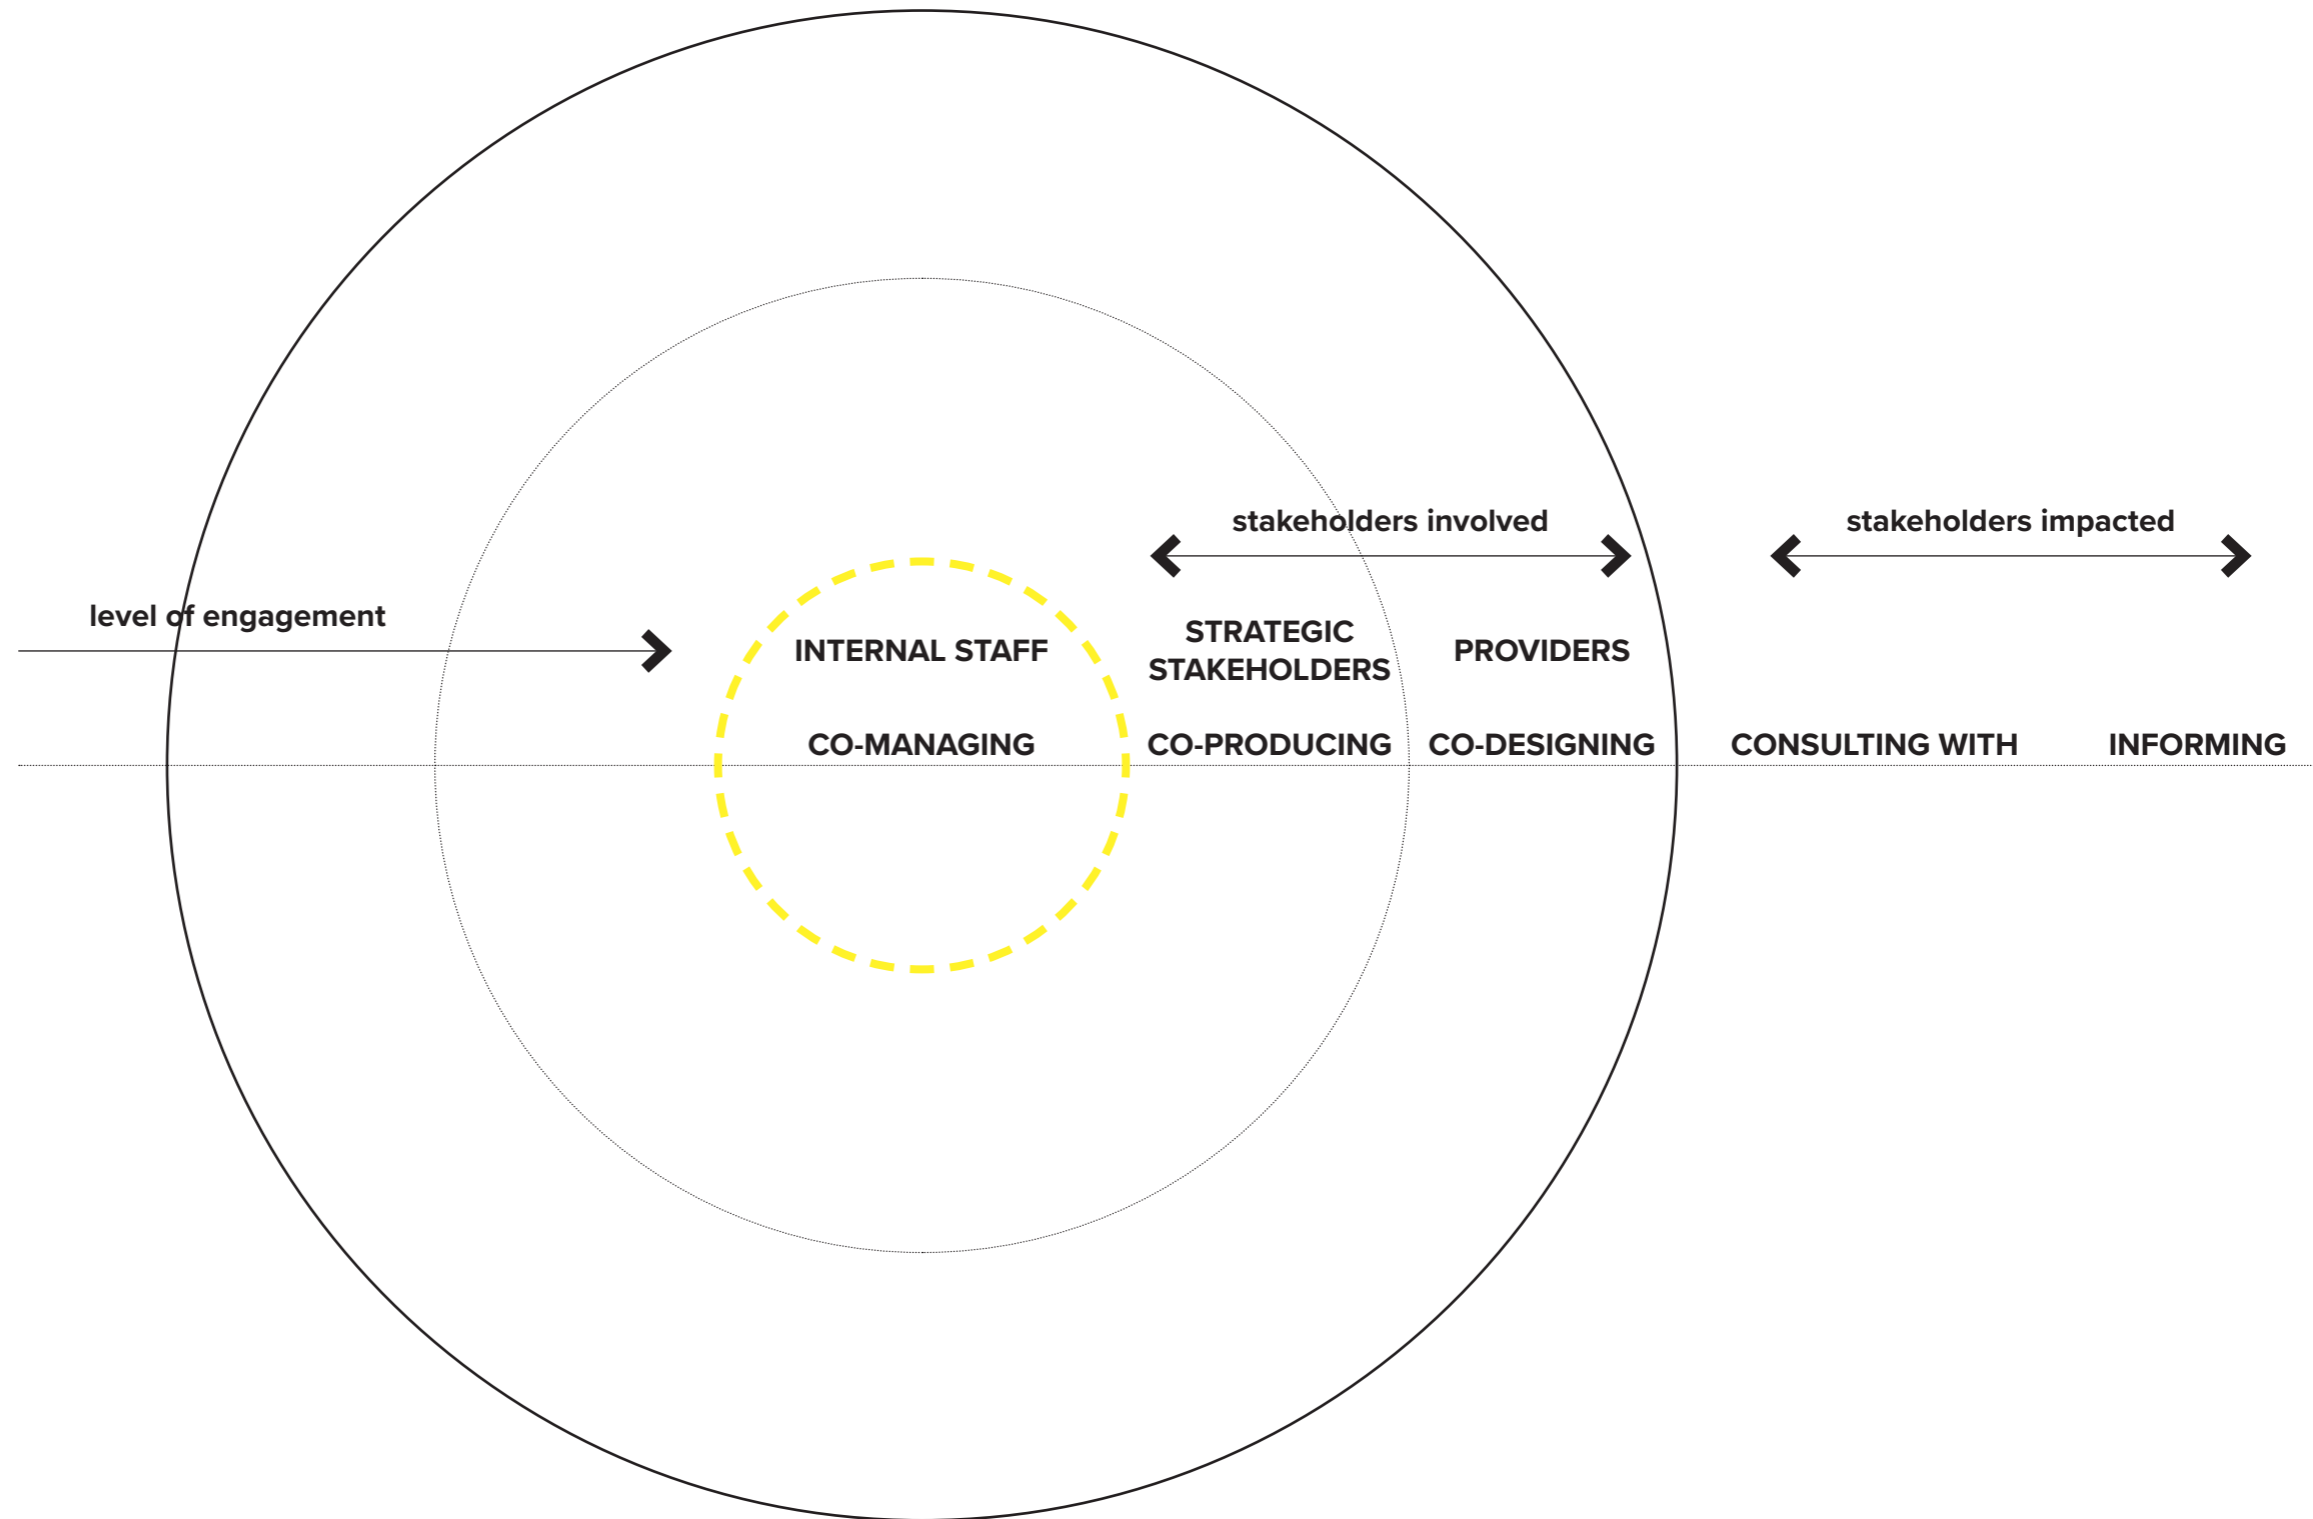 stakeholders involved
stakeholders impacted
level of engagement
INTERNAL STAFF
STRATEGIC
STAKEHOLDERS
PROVIDERS
CO-MANAGING
CO-PRODUCING
CO-DESIGNING
CONSULTING WITH
INFORMING